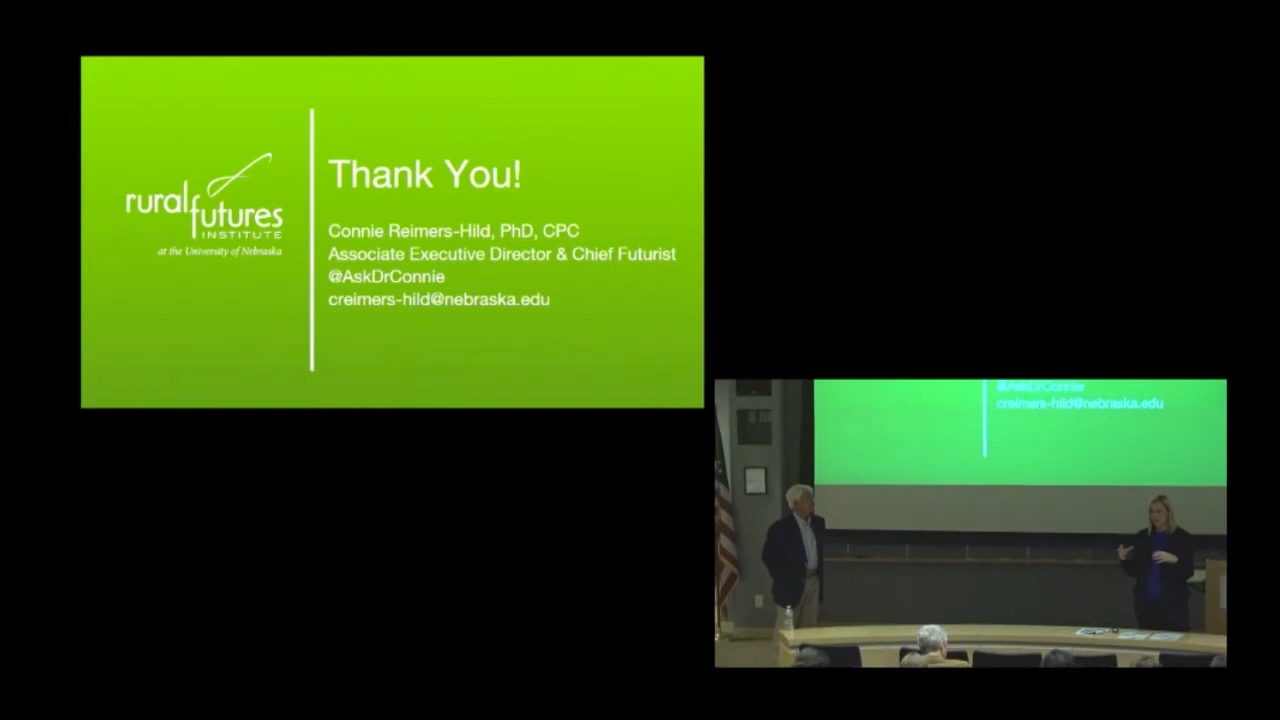 rural futures
INSTITUTE
at the University of Nebraska
Thank You!
Connie Reimers-Hild, PhD, CPC
Associate Executive Director & Chief Futurist
@AskDrConnie
creimers-hild@nebraska.edu
@AskDrConnie
creimers-hild@nebraska.edu